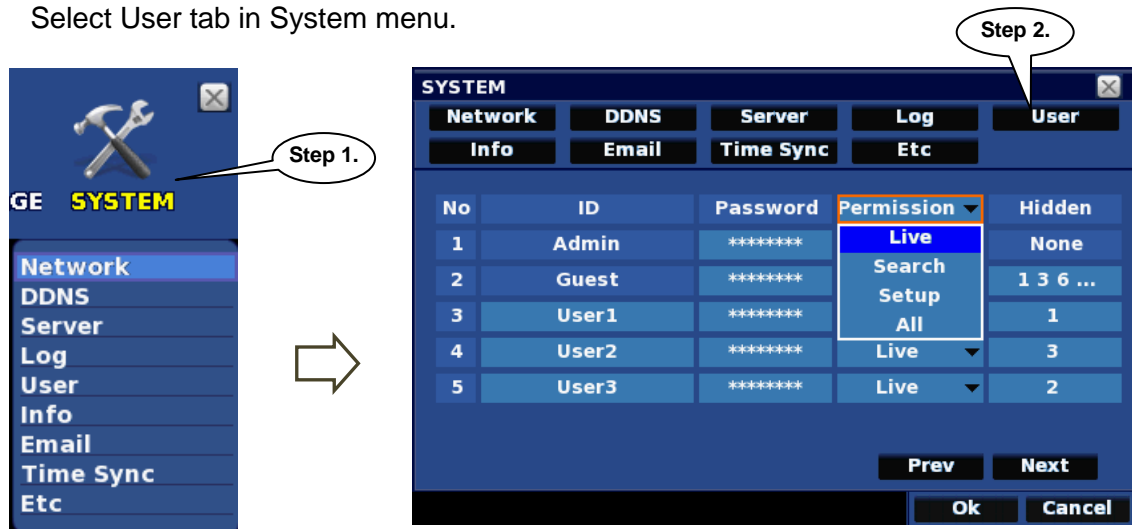 Select User tab in System menu.
Step 2.
Step 1.
GE SYSTEM
Network
DDNS
Server
Log
User
Info
Email
Time Sync
Etc
SYSTEM
Network DDNS Server Log User
Info Email Time Sync Etc
No ID Password Permission Hidden
1 Admin ******** Live None
2 Guest ******** Search 1 3 6 ...
Setup
3 User1 ******** All 1
4 User2 ******** Live 3
5 User3 ******** Live 2
Prev Next
Ok Cancel